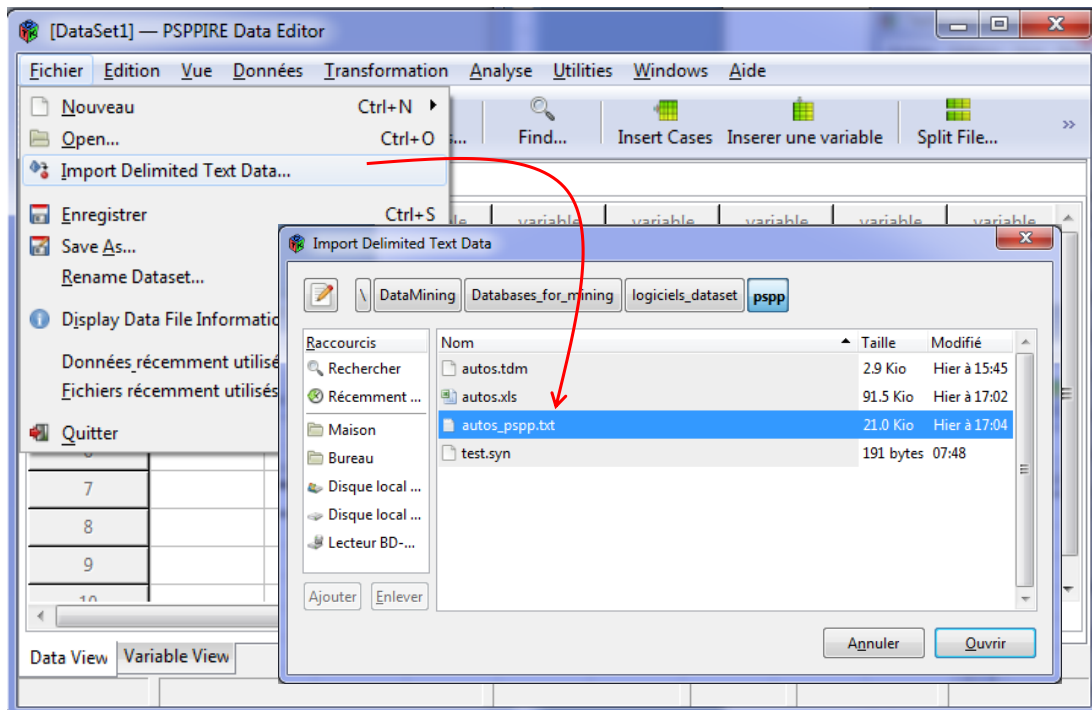 [DataSet1] — PSPPIRE Data Editor
Fichier Edition Vue Données Transformation Analyse Utilities Windows Aide
Nouveau Ctrl+N
Open... Ctrl+O
Find... Insert Cases Inserer une variable Split File... »
Import Delimited Text Data...
Enregistrer Ctrl+S
variable variable variable variable variable
Save As...
Rename Dataset...
Display Data File Informatio
Données récemment utilisé
Fichiers récemment utilisés
Quitter
7
8
9
10
Data View Variable View
Import Delimited Text Data
\ DataMining Databases_for_mining logiciels_dataset pspp
Raccourcis Nom Taille Modifié
Rechercher autos.tdm 2.9 Kio Hier à 15:45
Récemment ... autos.xls 91.5 Kio Hier à 17:02
Maison autos_pspp.txt 21.0 Kio Hier à 17:04
Bureau test.syn 191 bytes 07:48
Disque local ...
Disque local ...
Lecteur BD-...
Ajouter Enlever
Annuler Ouvrir